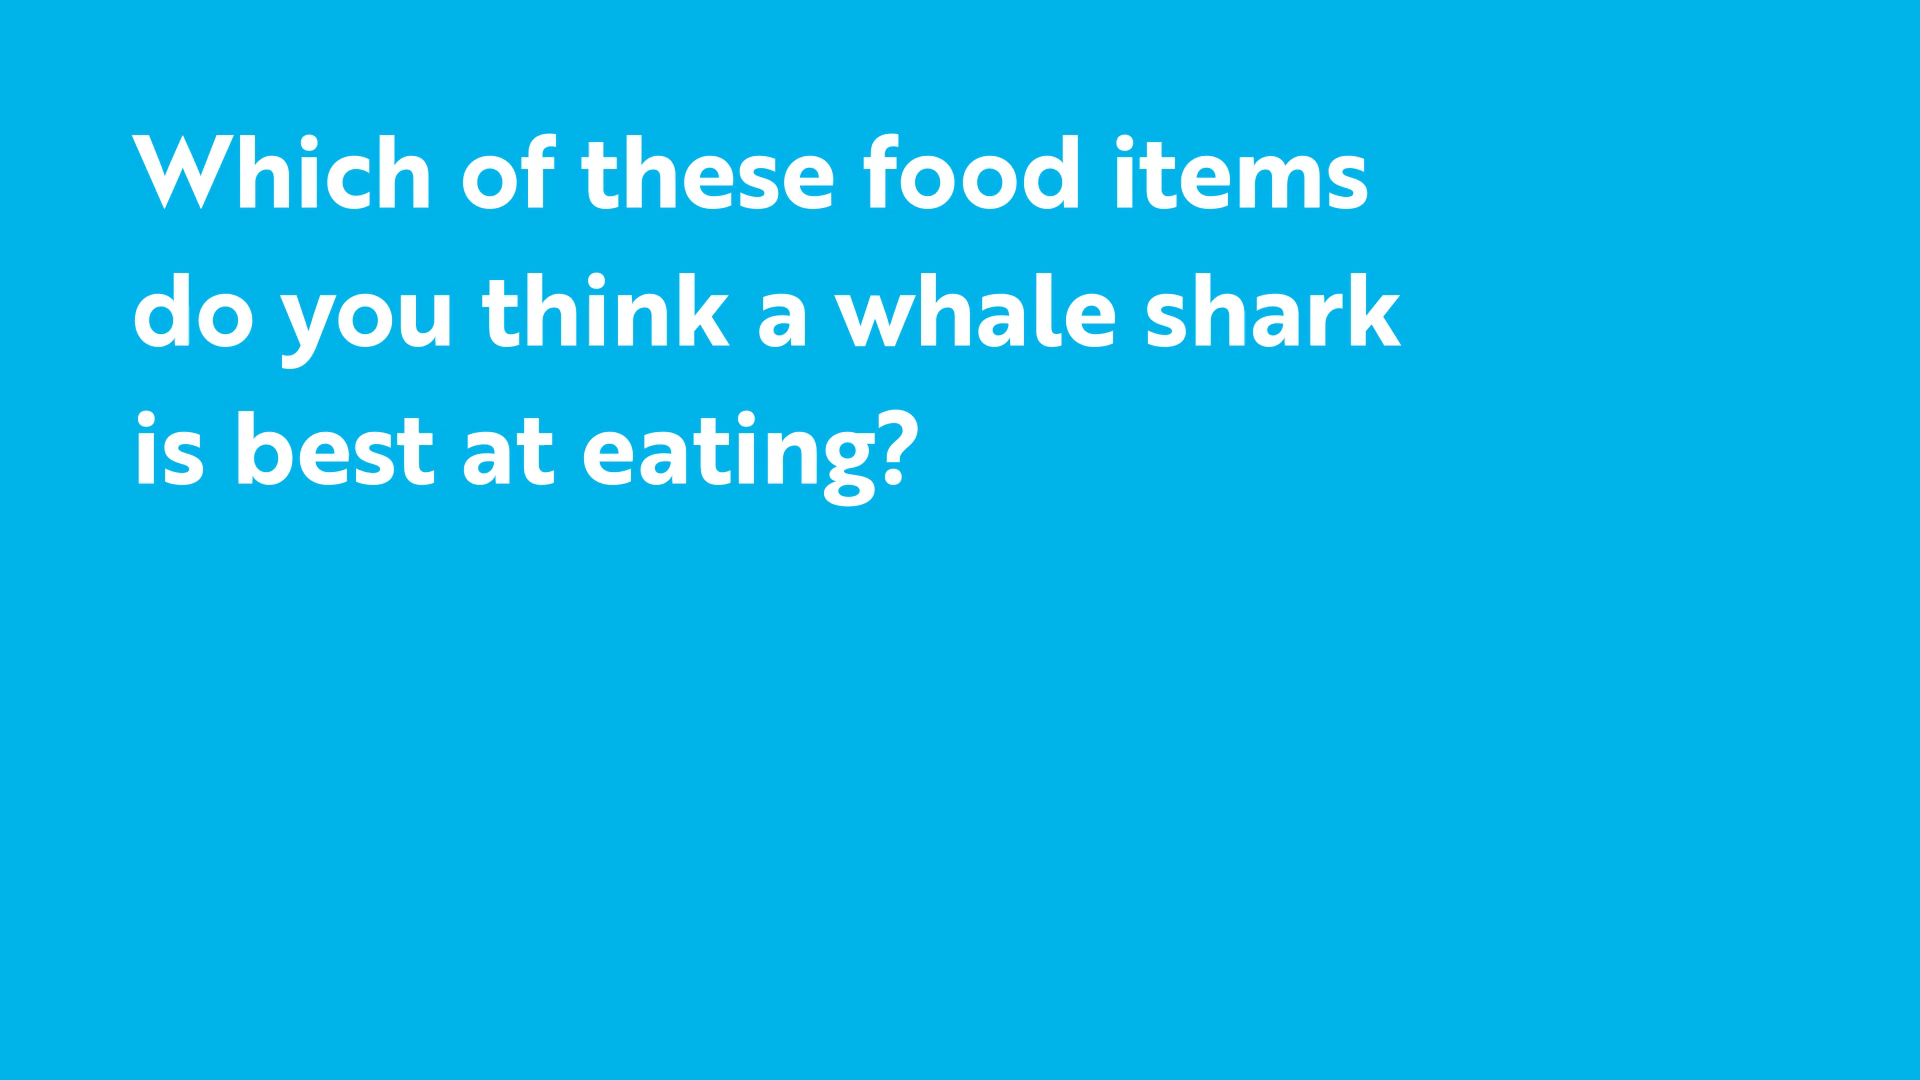 Which of these food items
do you think a whale shark
is best at eating?